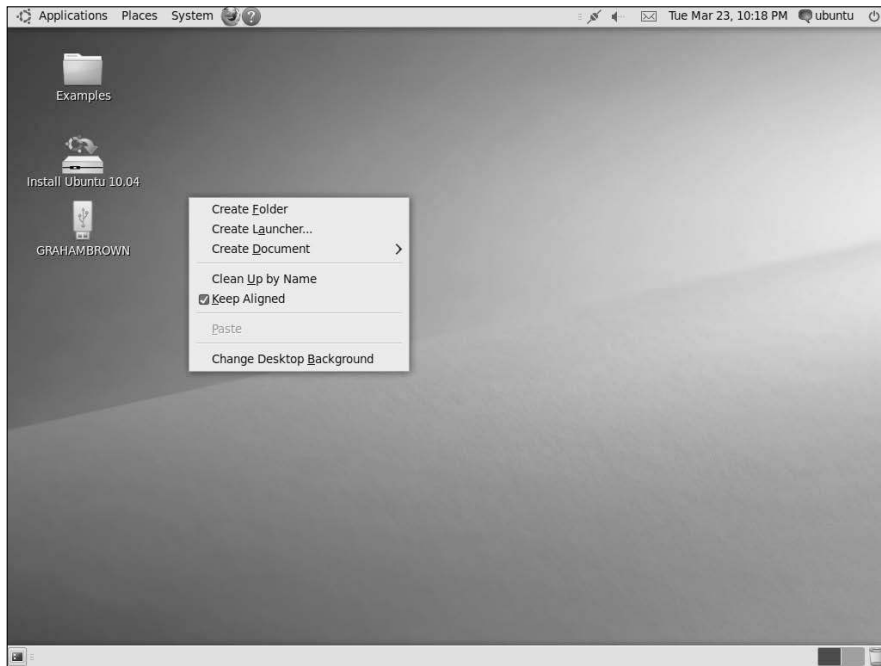 Applications Places System ? Tue Mar 23, 10:18 PM ubuntu
Examples
Install Ubuntu 10.04
GRAHAMBROWN
Create Folder
Create Launcher...
Create Document
Clean Up by Name
Keep Aligned
Paste
Change Desktop Background